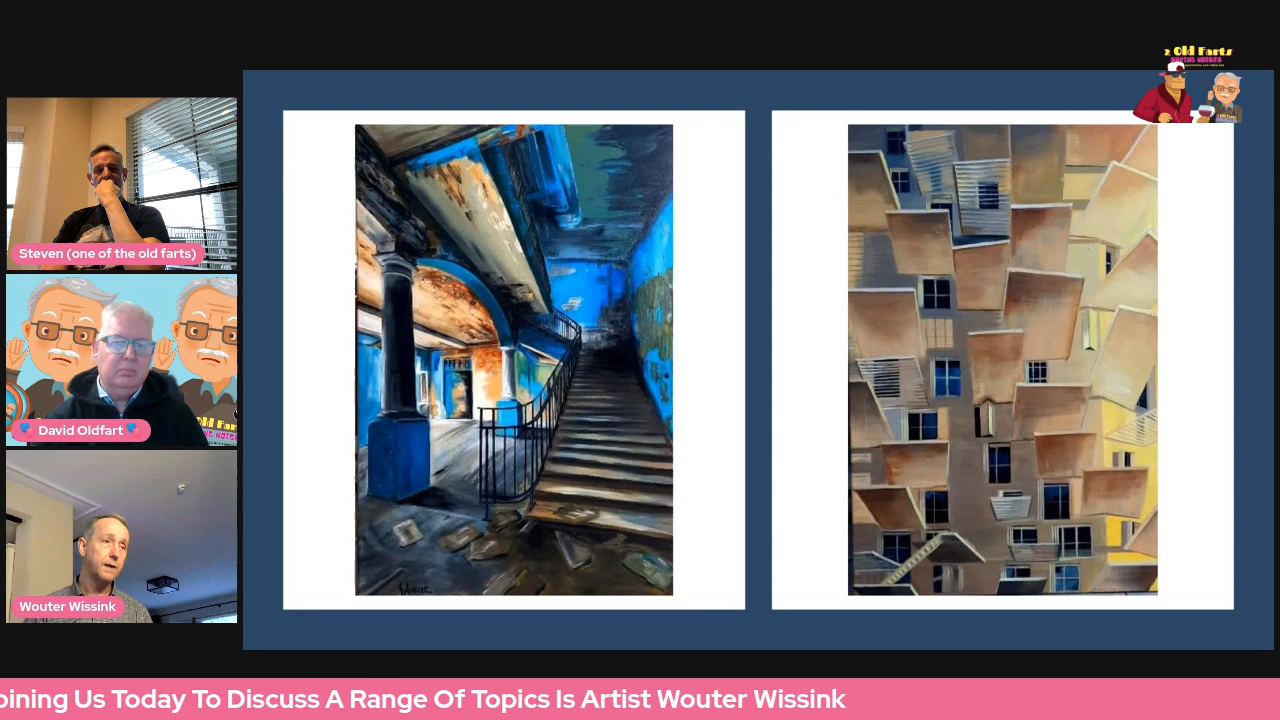 2 Old Farts
Steven (one of the old farts)
David Oldfart
Wouter Wissink
oining Us Today To Discuss A Range Of Topics Is Artist Wouter Wissink